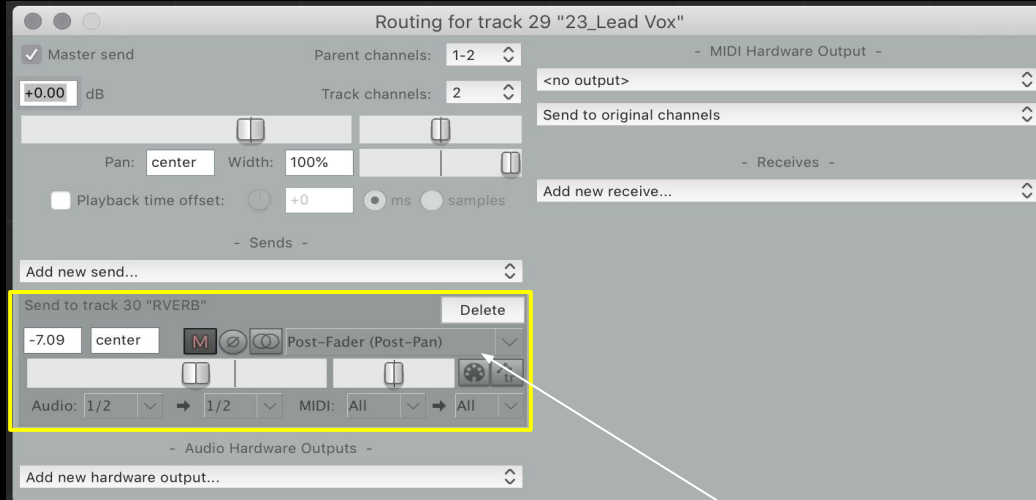 Routing for track 29 "23_Lead Vox"
Master send
Parent channels: 1-2
+0.00 dB
Track channels: 2
Pan: center Width: 100%
Playback time offset: +0 ms samples
- Sends -
Add new send...
Send to track 30 "RVERB"
Delete
-7.09 center M Ø Post-Fader (Post-Pan)
tr
Audio: 1/2 → 1/2 MIDI: All → All
- Audio Hardware Outputs -
Add new hardware output...
- MIDI Hardware Output -
<no output>
Send to original channels
- Receives -
Add new receive...